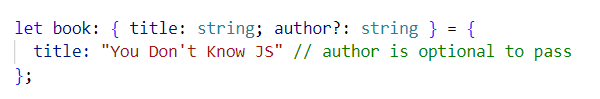 let book: { title: string; author?: string } = {
  title: "You Don't Know JS" // author is optional to pass
};